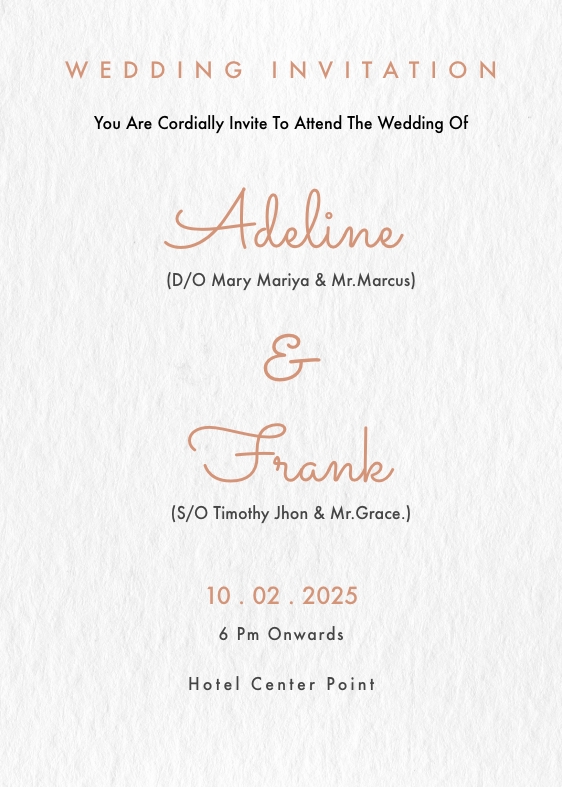 WEDDING INVITATION
You Are Cordially Invite To Attend The Wedding Of
Adeline
(D/O Mary Mariya & Mr.Marcus)
&
Frank
(S/O Timothy Jhon & Mr.Grace.)
10 . 02 . 2025
6 Pm Onwards
Hotel Center Point